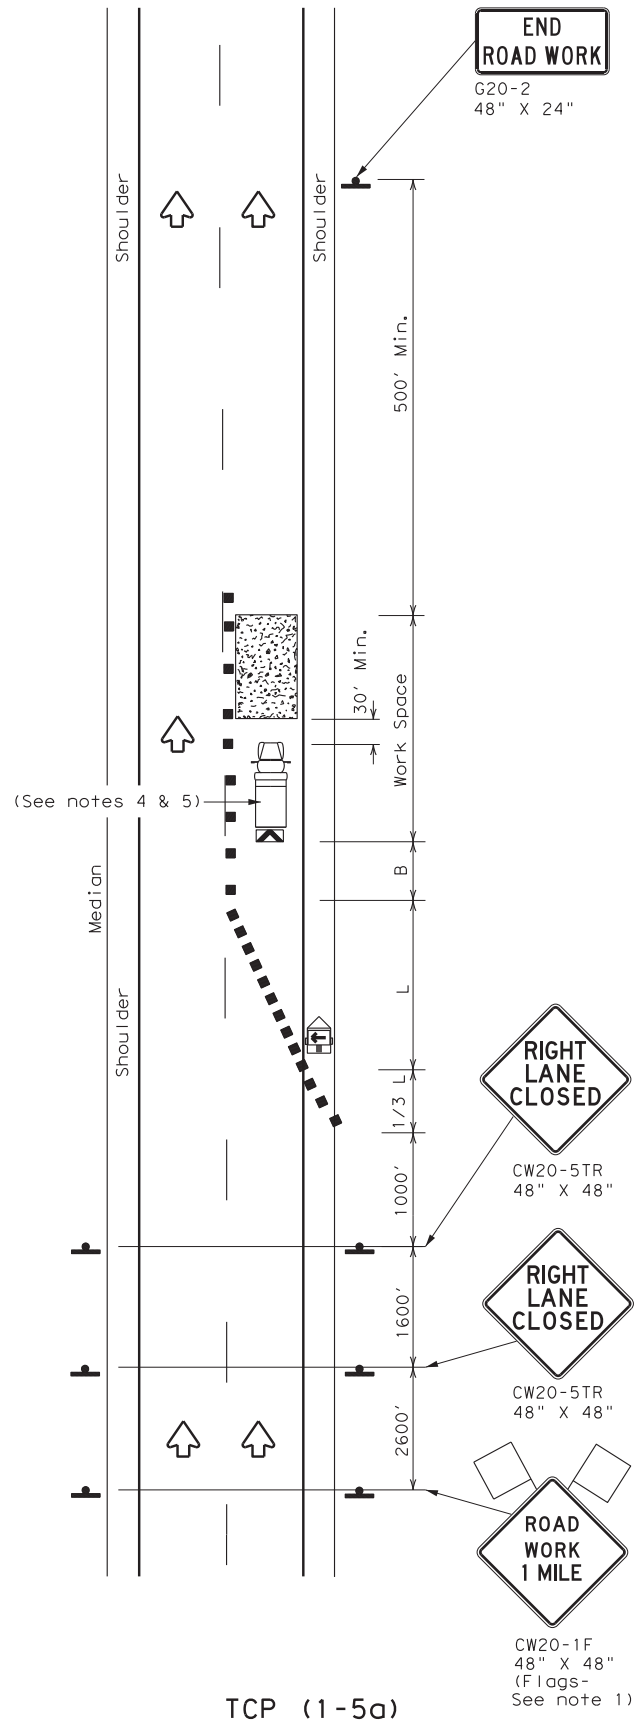 END
ROAD WORK
G20-2
48" X 24"
Shoulder
Shoulder
500' Min.
30' Min.
Work Space
(See notes 4 & 5)
B
Median
L
Shoulder
RIGHT
LANE
CLOSED
1/3 L
CW20-5TR
48" X 48"
1000'
RIGHT
LANE
CLOSED
1600'
CW20-5TR
48" X 48"
2600'
ROAD
WORK
1 MILE
CW20-1F
48" X 48"
(Flags-
See note 1)
TCP (1-5a)